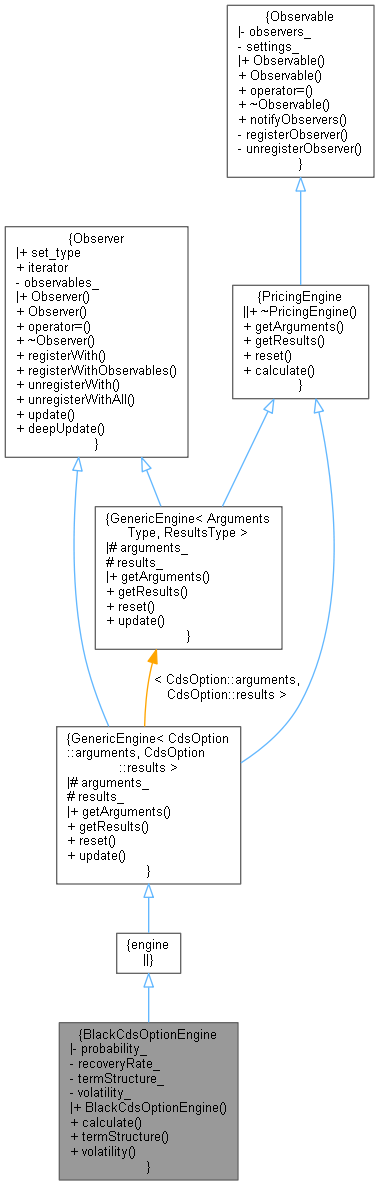 {Observable
|- observers_
- settings_
|+ Observable()
+ Observable()
+ operator=()
+ ~Observable()
+ notifyObservers()
- registerObserver()
- unregisterObserver()
}
{Observer
|+ set_type
+ iterator
- observables_
|+ Observer()
+ Observer()
+ operator=()
+ ~Observer()
+ registerWith()
+ registerWithObservables()
+ unregisterWith()
+ unregisterWithAll()
+ update()
+ deepUpdate()
}
{PricingEngine
||+ ~PricingEngine()
+ getArguments()
+ getResults()
+ reset()
+ calculate()
}
{GenericEngine< Arguments
Type, ResultsType >
|# arguments_
# results_
|+ getArguments()
+ getResults()
+ reset()
+ update()
}
< CdsOption::arguments,
CdsOption::results >
{GenericEngine< CdsOption
::arguments, CdsOption
::results >
|# arguments_
# results_
|+ getArguments()
+ getResults()
+ reset()
+ update()
}
{engine
||}
{BlackCdsOptionEngine
|- probability_
- recoveryRate_
- termStructure_
- volatility_
|+ BlackCdsOptionEngine()
+ calculate()
+ termStructure()
+ volatility()
}